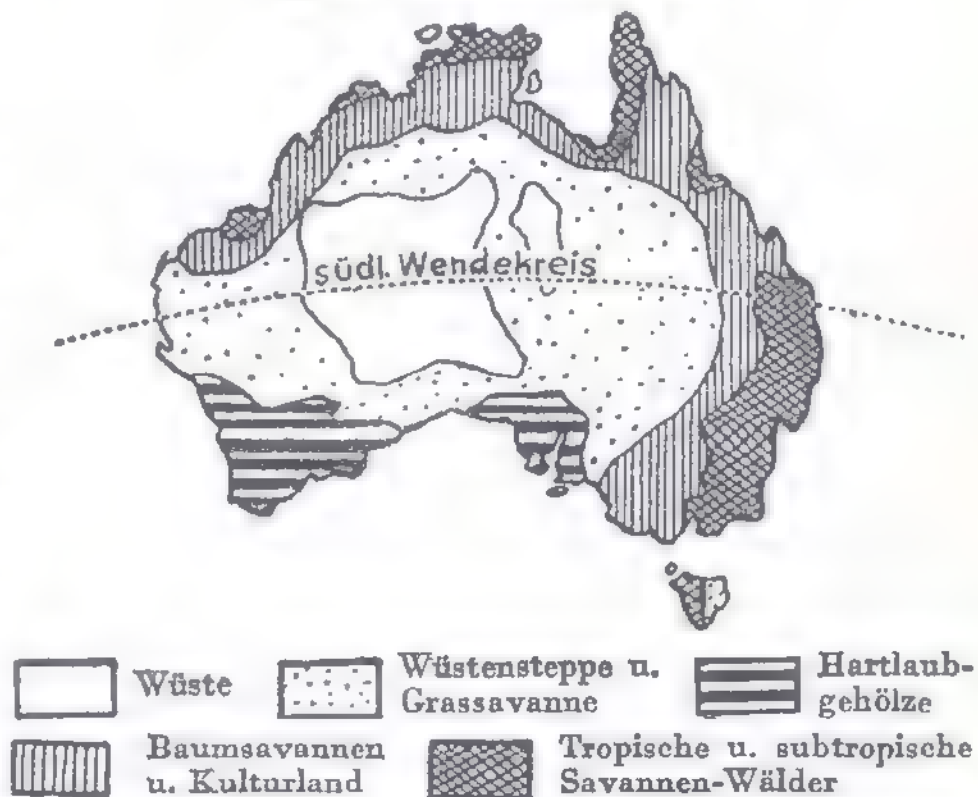 südl. Wendekreis
Wüste
Wüstensteppe u.
Grassavanne
Hartlaub-
gehölze
Baumsavannen
u. Kulturland
Tropische u. subtropische
Savannen-Wälder